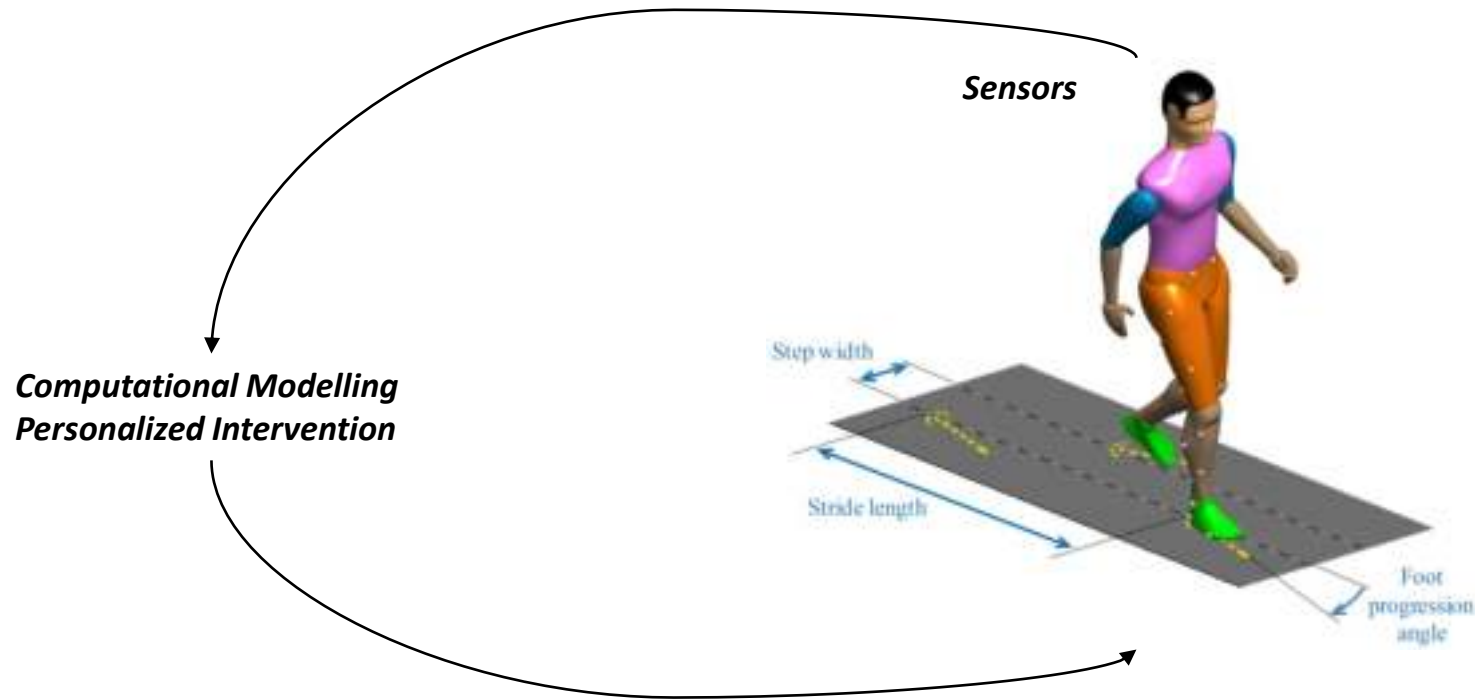 Sensors
Step width
Computational Modelling
Personalized Intervention
Stride length
Foot
progression
angle